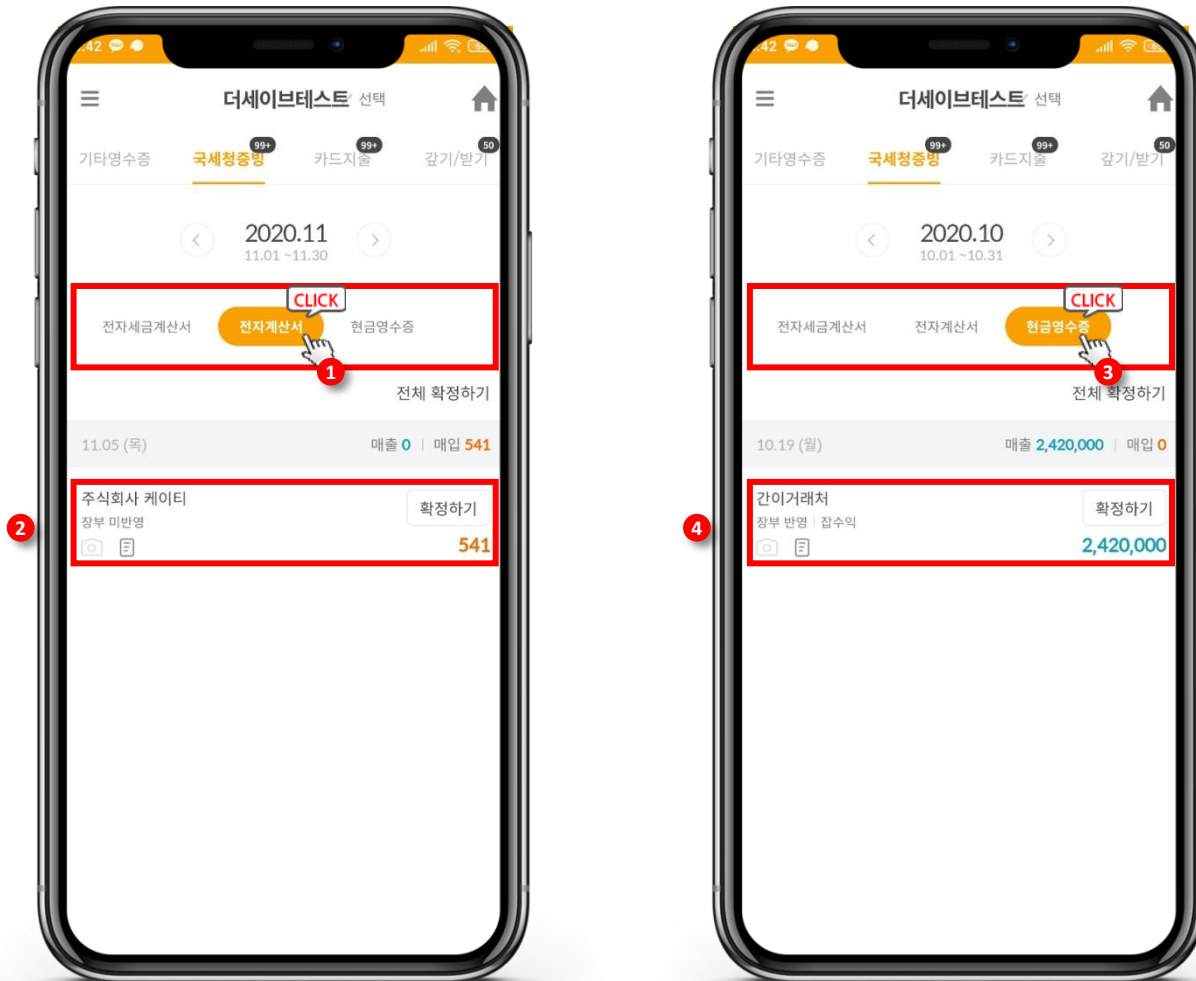 :42
더세이브테스트 선택
기타영수증 국세청증빙 99+ 카드지출 99+ 갚기/받기 50
2020.11
11.01 ~11.30
CLICK
전자세금계산서 전자계산서 현금영수증
1
전체 확정하기
11.05 (목) 매출 0 | 매입 541
2
주식회사 케이티 확정하기
장부 미반영
541
:42
더세이브테스트 선택
기타영수증 국세청증빙 99+ 카드지출 99+ 갚기/받기 50
2020.10
10.01 ~10.31
CLICK
전자세금계산서 전자계산서 현금영수증
3
전체 확정하기
10.19 (월) 매출 2,420,000 | 매입 0
4
간이거래처 확정하기
장부 반영 | 잡수익
2,420,000